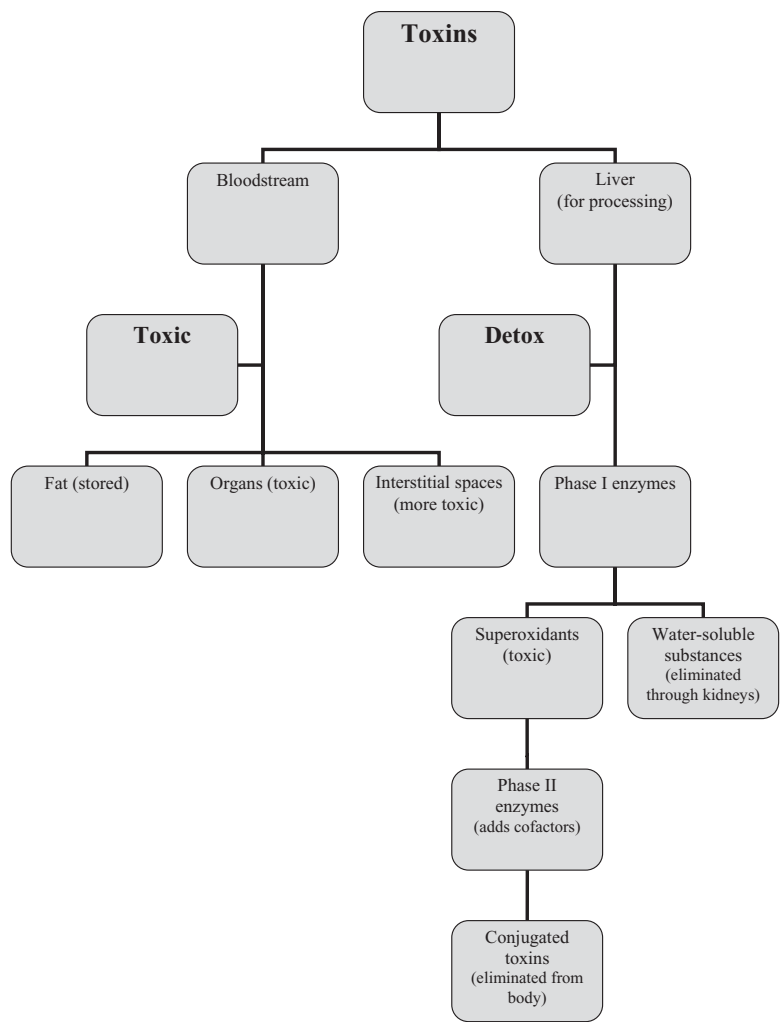 Toxins
Bloodstream
Liver
(for processing)
Toxic
Detox
Fat (stored)
Organs (toxic)
Interstitial spaces
(more toxic)
Phase I enzymes
Superoxidants
(toxic)
Water-soluble
substances
(eliminated
through kidneys)
Phase II
enzymes
(adds cofactors)
Conjugated
toxins
(eliminated from
body)